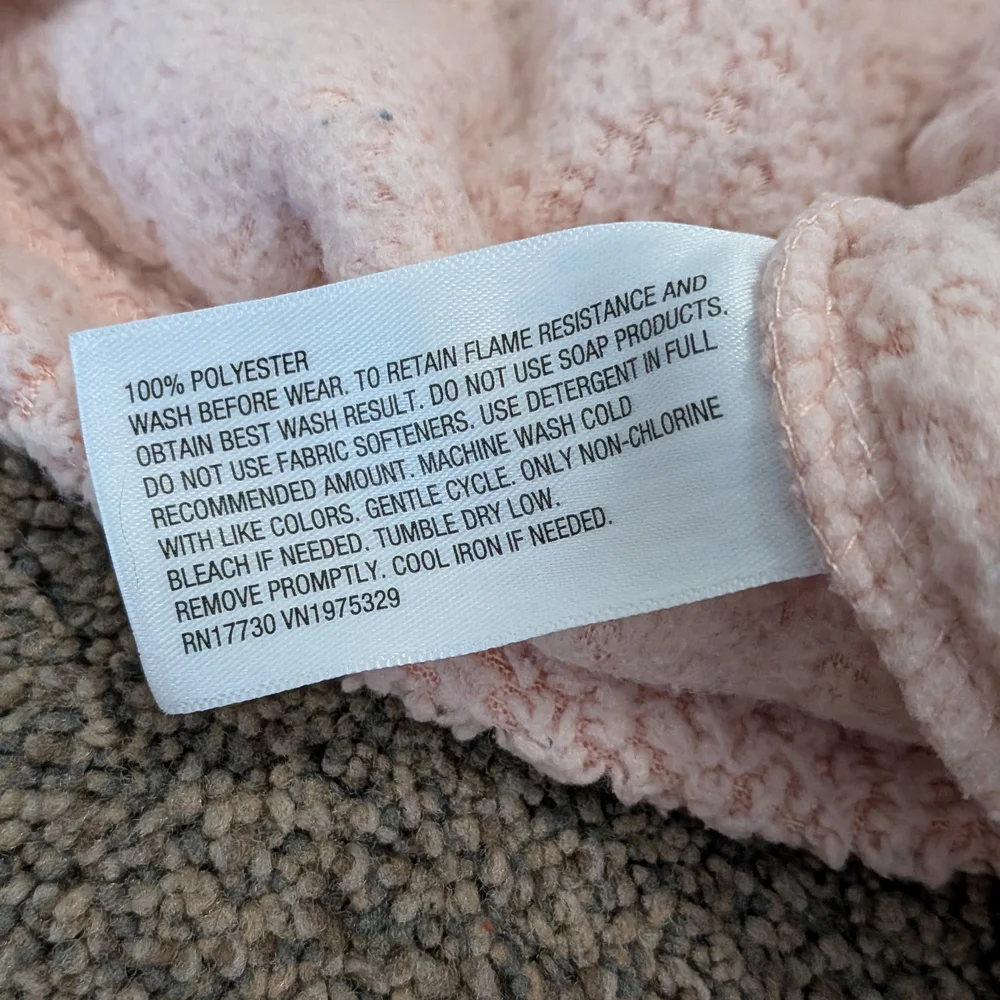 100% POLYESTER
WASH BEFORE WEAR. TO RETAIN FLAME RESISTANCE AND
OBTAIN BEST WASH RESULT. DO NOT USE SOAP PRODUCTS.
DO NOT USE FABRIC SOFTENERS. USE DETERGENT IN FULL
RECOMMENDED AMOUNT. MACHINE WASH COLD
WITH LIKE COLORS. GENTLE CYCLE. ONLY NON-CHLORINE
BLEACH IF NEEDED. TUMBLE DRY LOW.
REMOVE PROMPTLY. COOL IRON IF NEEDED.
RN17730 VN1975329